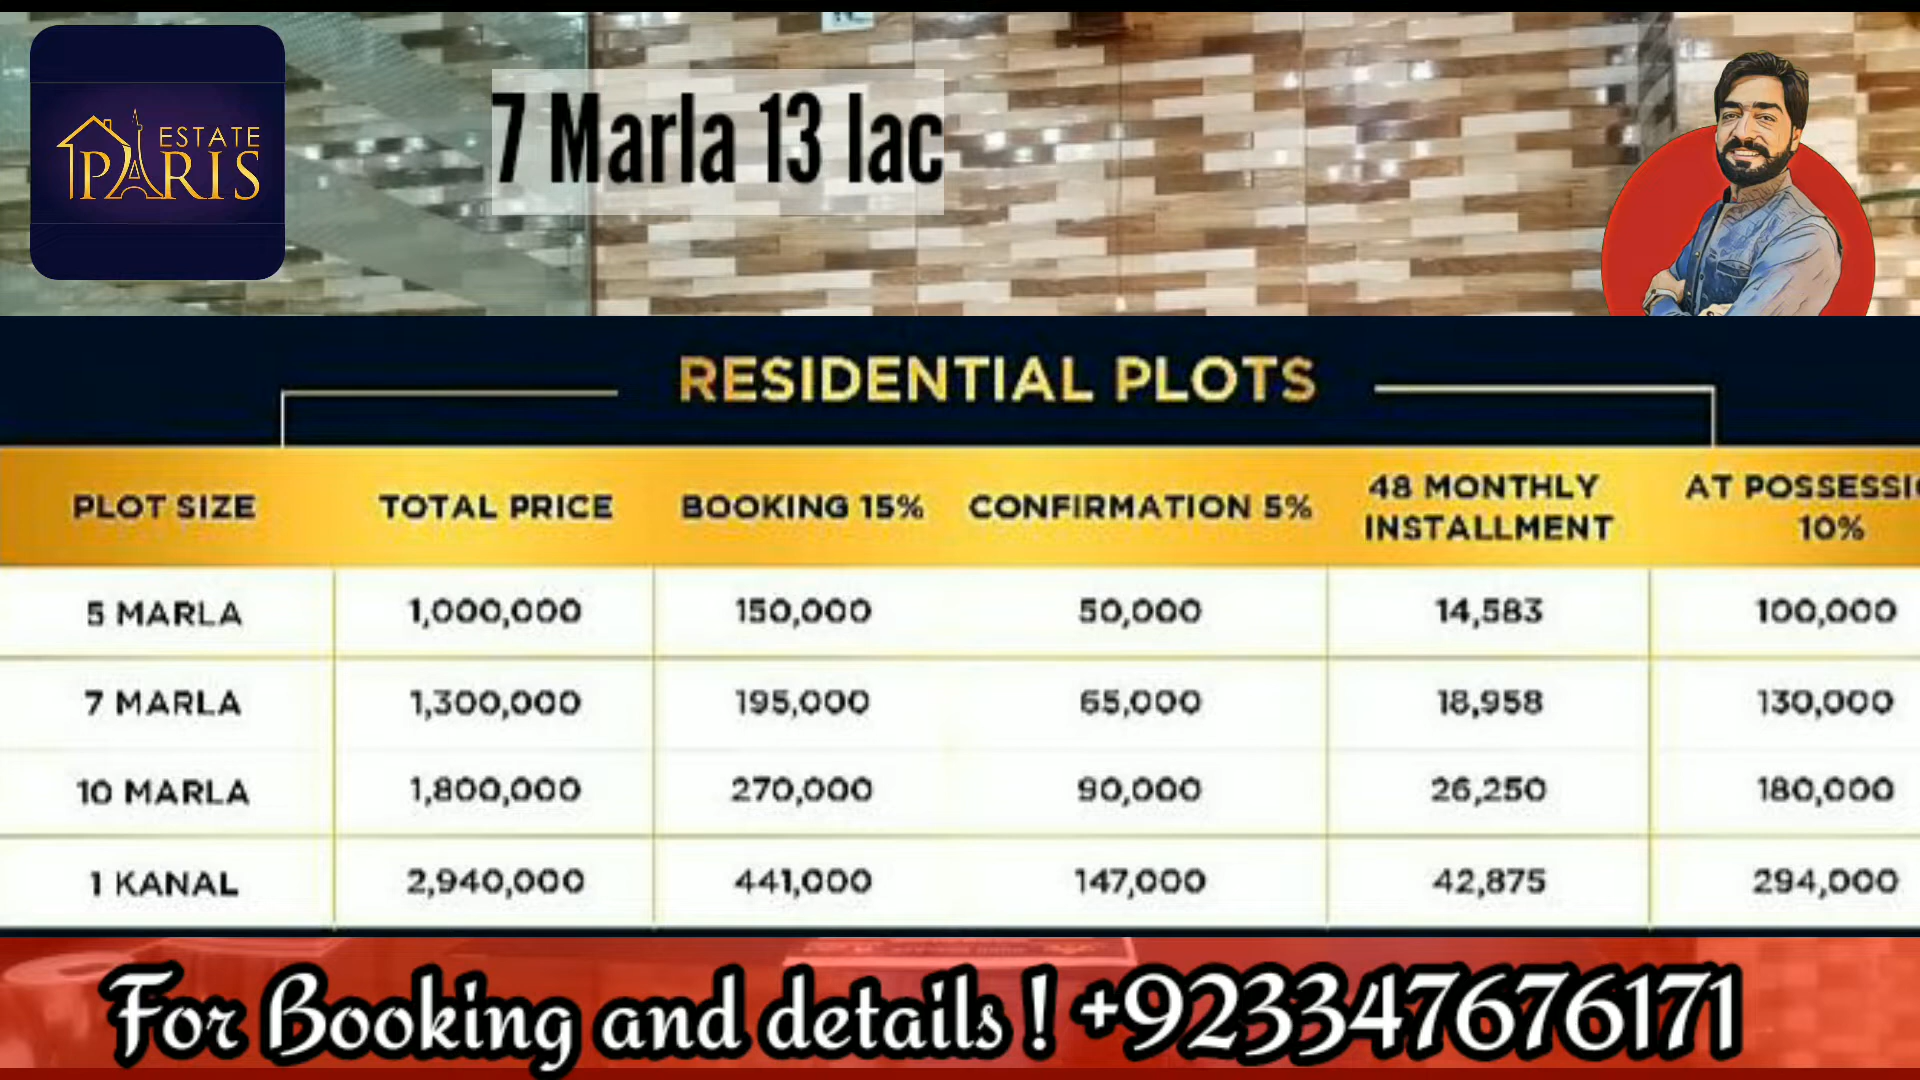 ESTATE
PARIS
7 Marla 13 lac
RESIDENTIAL PLOTS
PLOT SIZE TOTAL PRICE BOOKING 15% CONFIRMATION 5% 48 MONTHLY INSTALLMENT AT POSSESSI 10%
5 MARLA 1,000,000 150,000 50,000 14,583 100,000
7 MARLA 1,300,000 195,000 65,000 18,958 130,000
10 MARLA 1,800,000 270,000 90,000 26,250 180,000
1 KANAL 2,940,000 441,000 147,000 42,875 294,000
For Booking and details ! +923347676171